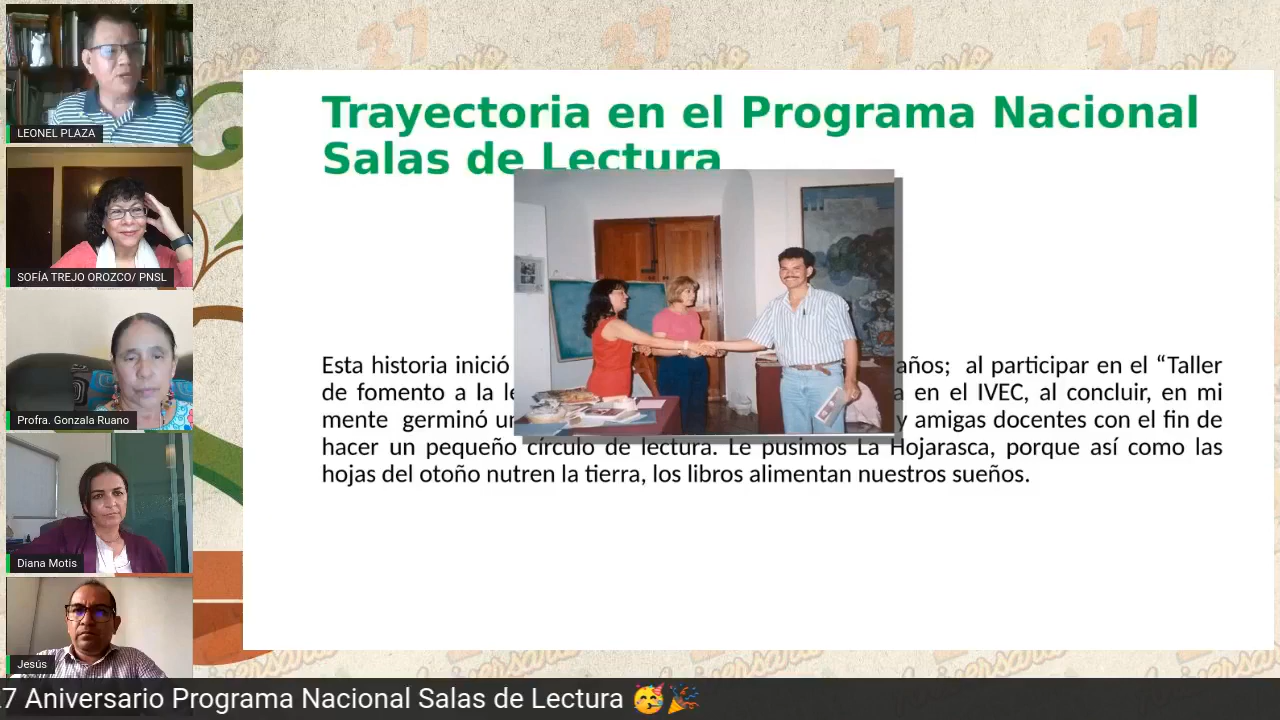 LEONEL PLAZA
SOFÍA TREJO OROZCO/ PNSL
Profra. Gonzala Ruano
Diana Motis
Jesús
Trayectoria en el Programa Nacional
Salas de Lectura
Esta historia inició años; al participar en el “Taller
de fomento a la en el IVEC, al concluir, en mi
mente germinó y amigas docentes con el fin de
hacer un pequeño círculo de lectura. Le pusimos La Hojarasca, porque así como las
hojas del otoño nutren la tierra, los libros alimentan nuestros sueños.
27 Aniversario Programa Nacional Salas de Lectura 🥳🎉